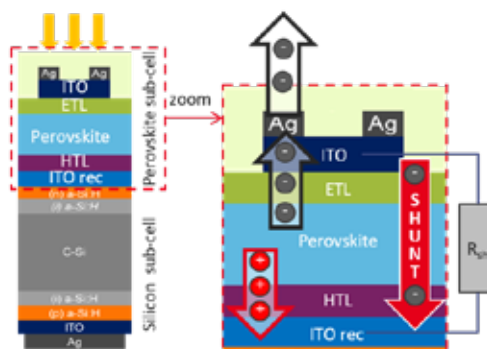 Ag
Ag
ITO
ETL
Perovskite
HTL
ITO rec
(n) a-Si:H
(i) a-Si:H
C-Si
(i) a-Si:H
(p) a-Si:H
ITO
Ag
Perovskite sub-cell
Silicon sub-cell
zoom
Ag
Ag
ITO
ETL
Perovskite
HTL
ITO rec
SHUNT